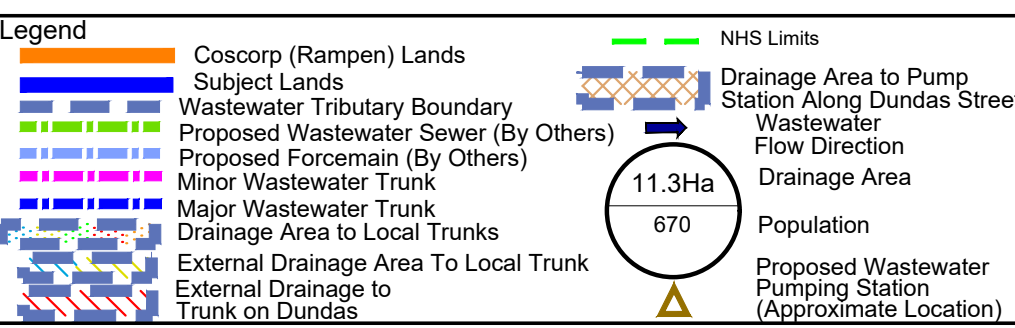 Legend
Coscorp (Rampen) Lands
Subject Lands
Wastewater Tributary Boundary
Proposed Wastewater Sewer (By Others)
Proposed Forcemain (By Others)
Minor Wastewater Trunk
Major Wastewater Trunk
Drainage Area to Local Trunks
External Drainage Area To Local Trunk
External Drainage to
Trunk on Dundas
NHS Limits
Drainage Area to Pump
Station Along Dundas Street
Wastewater
Flow Direction
11.3Ha
Drainage Area
670
Population
Proposed Wastewater
Pumping Station
(Approximate Location)